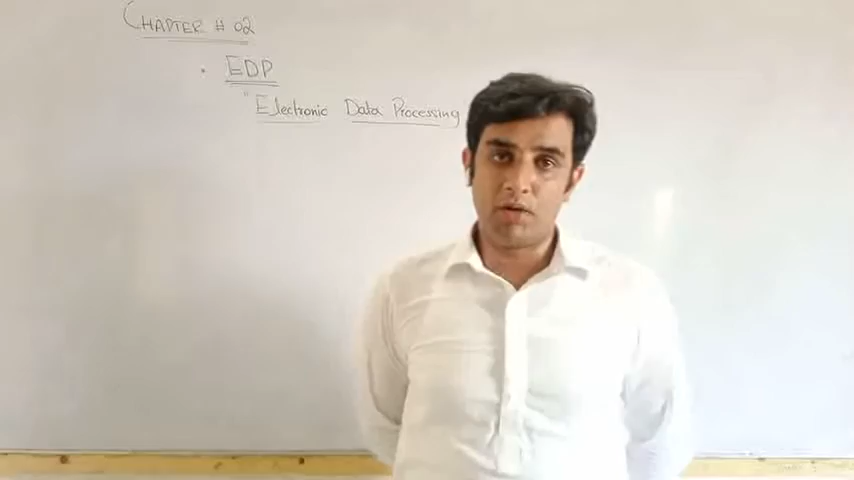 CHAPTER # 02
• EDP
" Electronic Data Processing